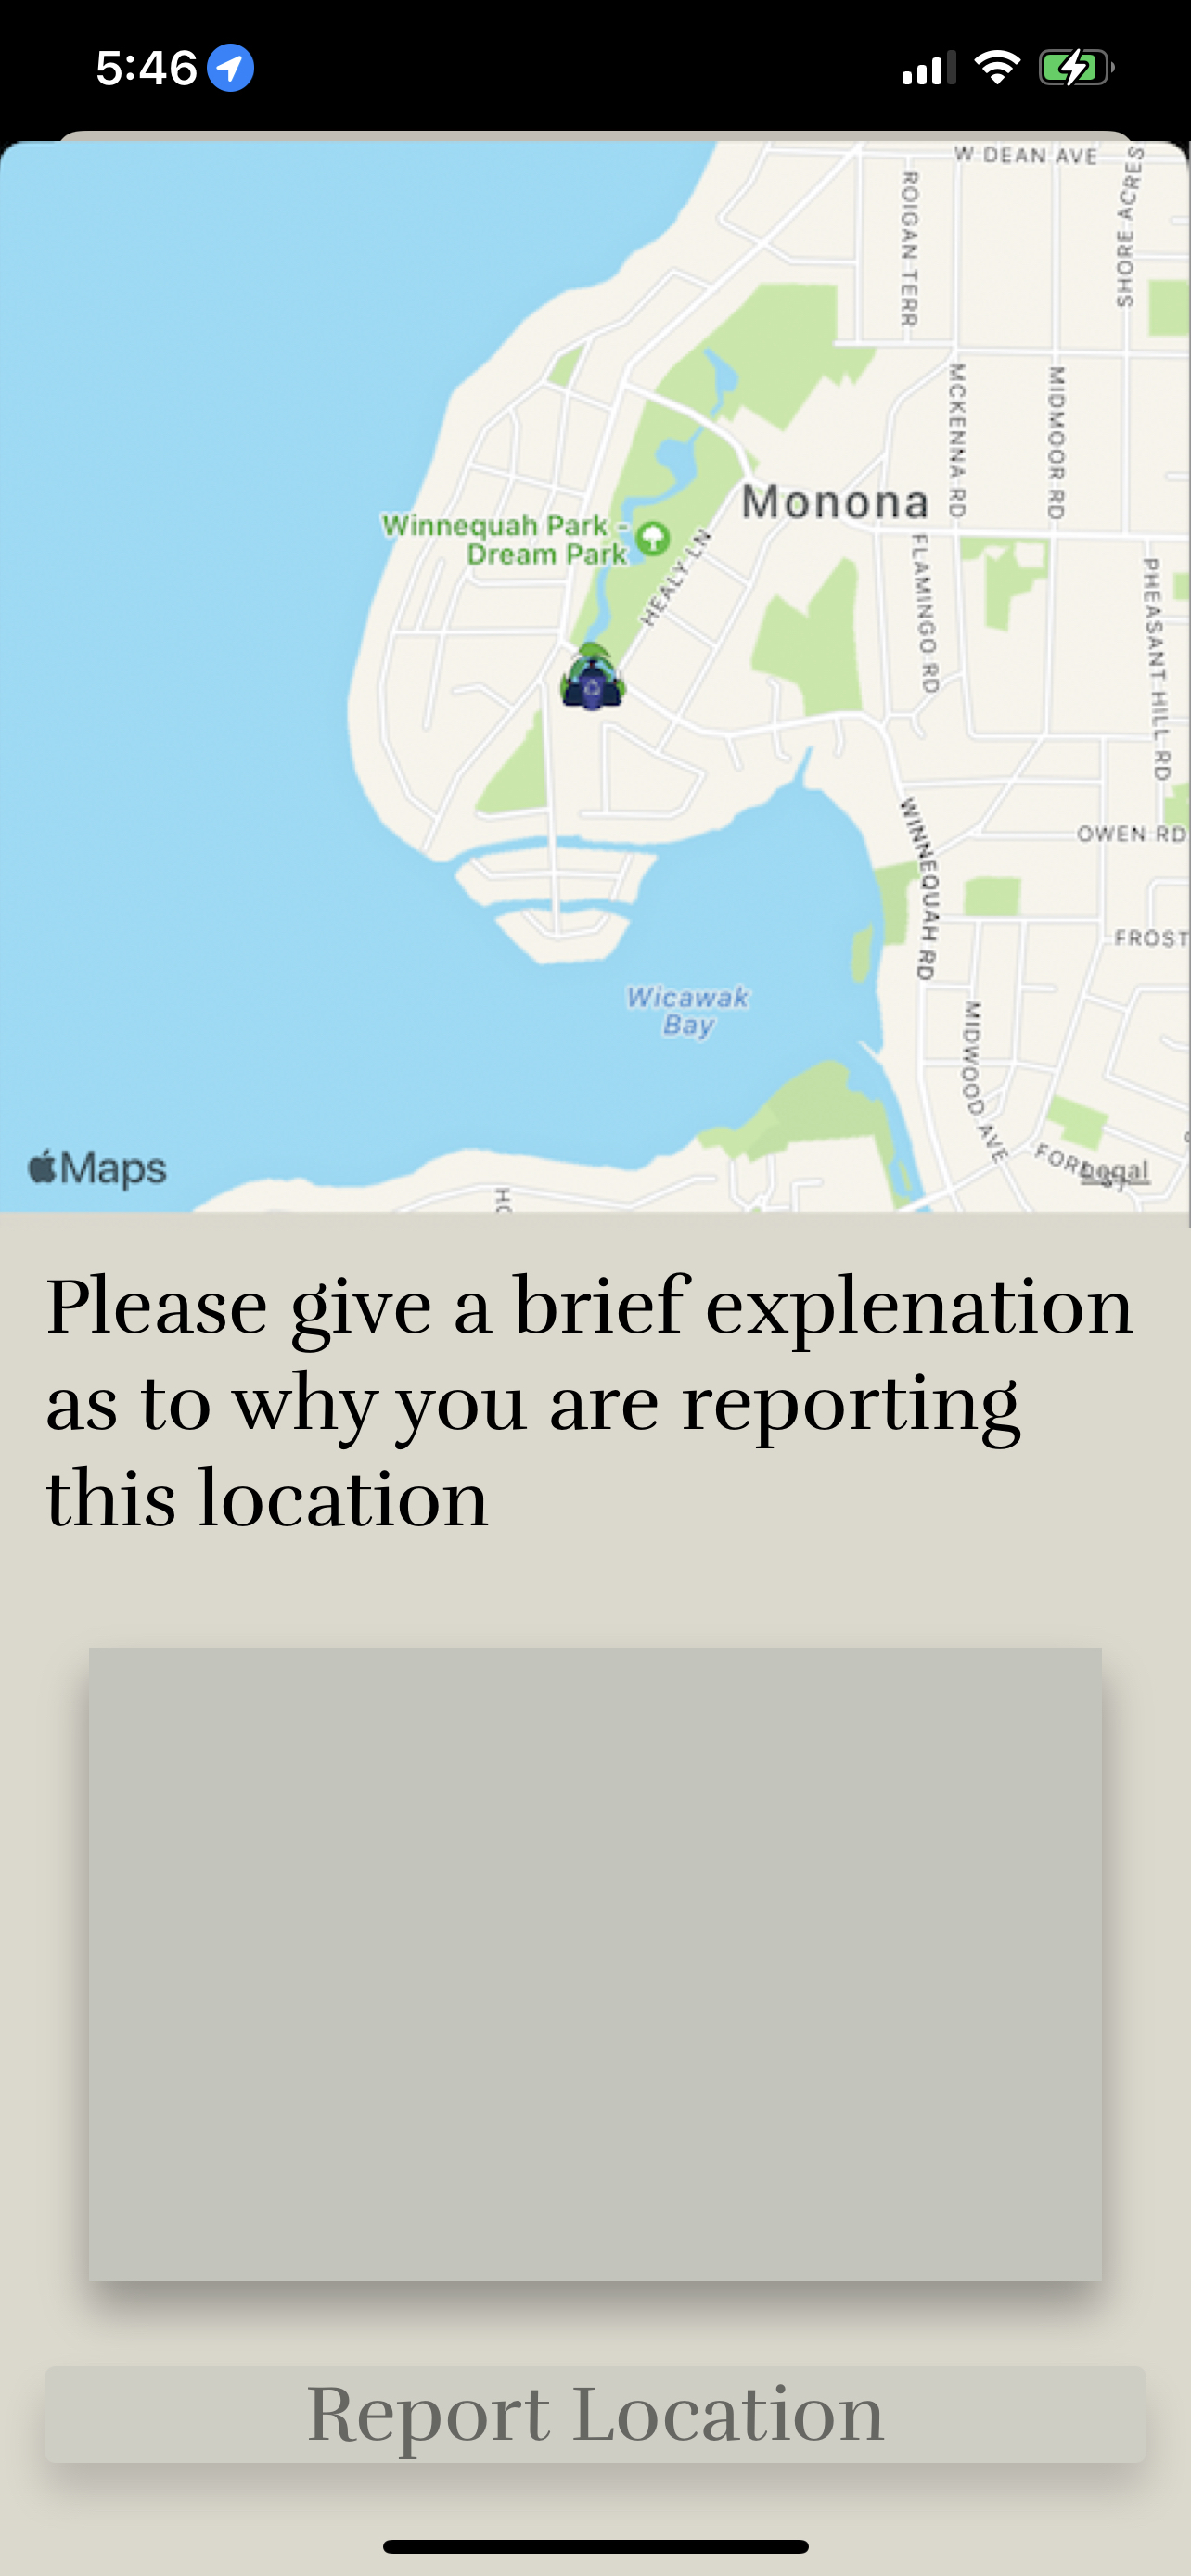 5:46
W DEAN AVE
ROIGAN TERR
SHORE ACRES
MCKENNA RD
MIDMOOR RD
Monona
Winnequah Park -
Dream Park
HEALY LN
FLAMINGO RD
PHEASANT HILL RD
WINNEQUAH RD
OWEN RD
FROST
Wicawak
Bay
MIDWOOD AVE
Maps
Legal
Please give a brief explenation
as to why you are reporting
this location
Report Location